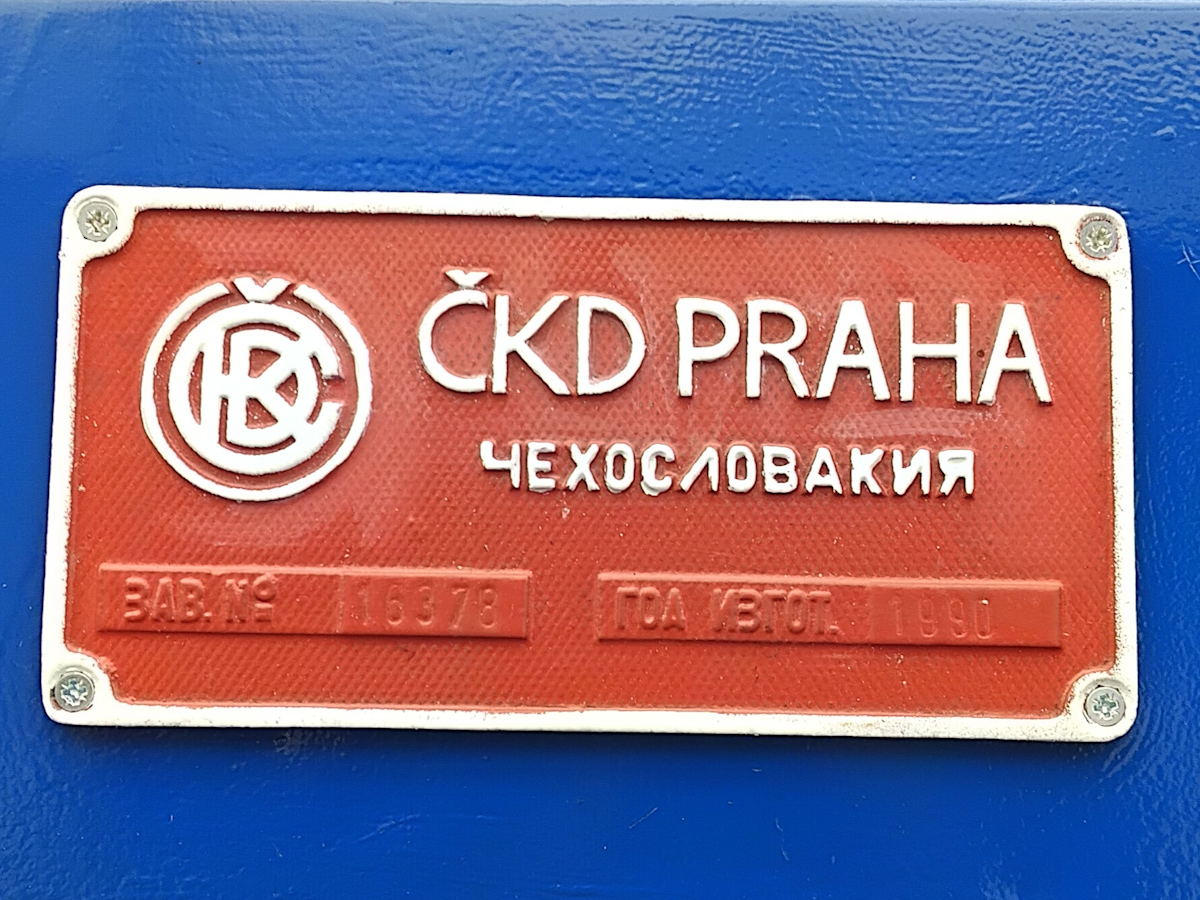 ČKD
ČKD PRAHA
ЧЕХОСЛОВАКИЯ
ЗАВ. № 16378
ГОД ИЗГОТ. 1990